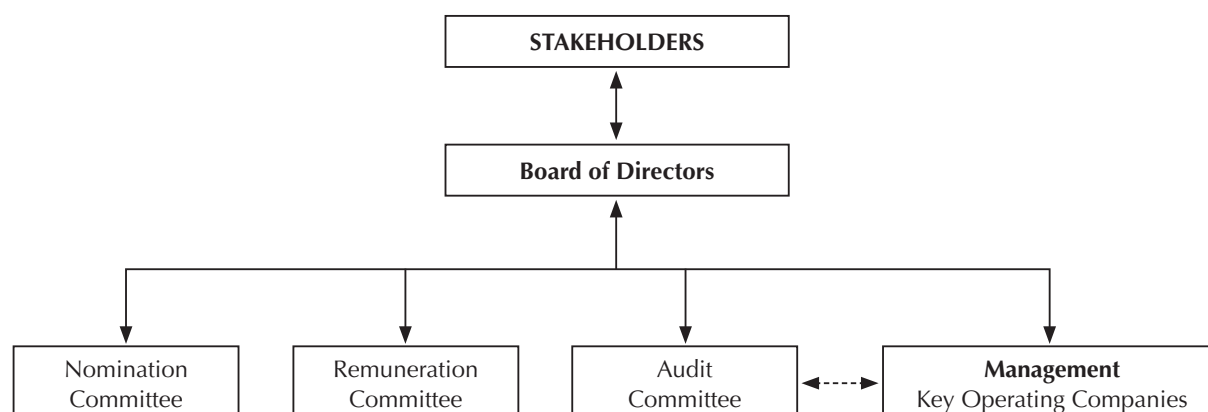 STAKEHOLDERS
Board of Directors
Nomination
Committee
Remuneration
Committee
Audit
Committee
Management
Key Operating Companies